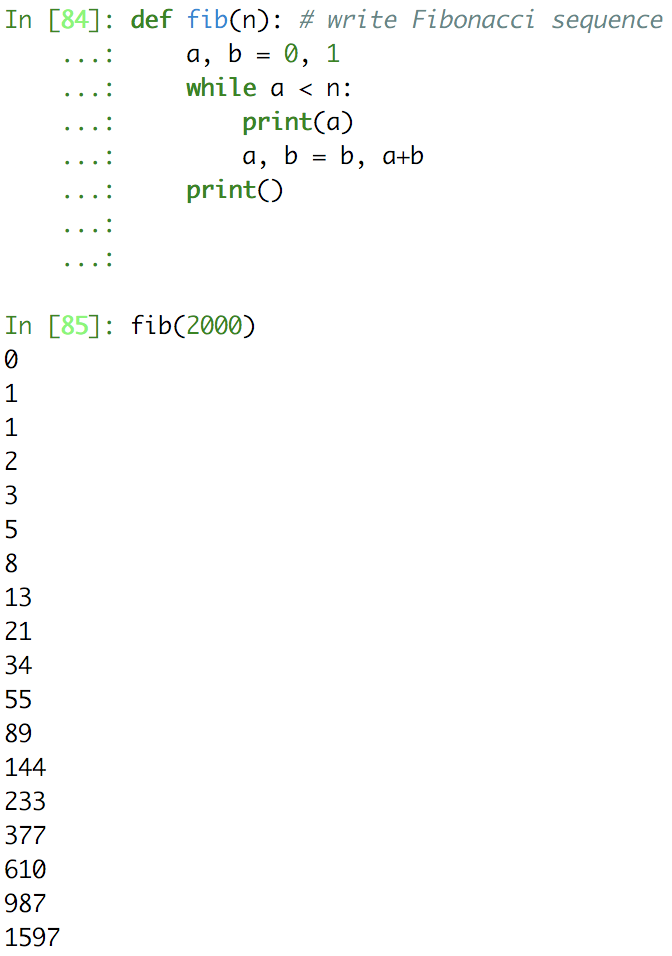 In [84]: def fib(n): # write Fibonacci sequence
    ...:     a, b = 0, 1
    ...:     while a < n:
    ...:         print(a)
    ...:         a, b = b, a+b
    ...:     print()
    ...:
    ...:

In [85]: fib(2000)
0
1
1
2
3
5
8
13
21
34
55
89
144
233
377
610
987
1597